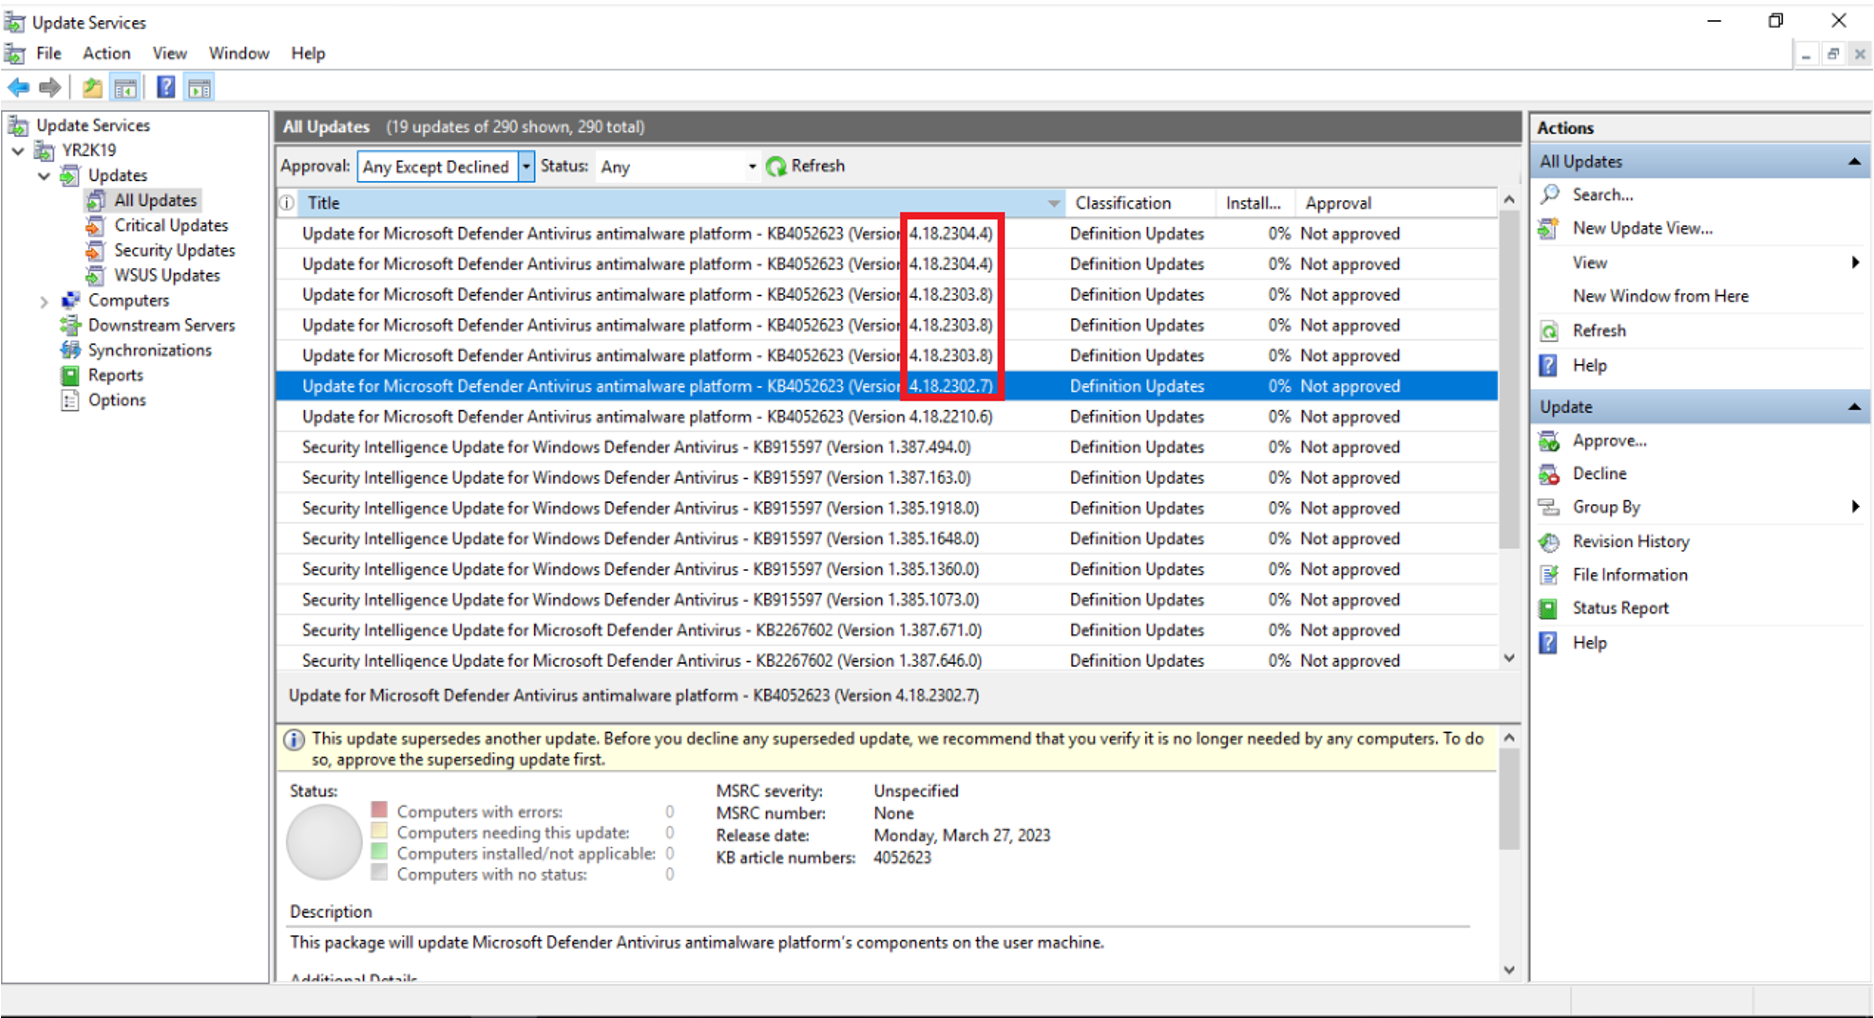 Update Services
File Action View Window Help
Update Services
YR2K19
Updates
All Updates
Critical Updates
Security Updates
WSUS Updates
Computers
Downstream Servers
Synchronizations
Reports
Options
All Updates (19 updates of 290 shown, 290 total)
Approval: Any Except Declined Status: Any Refresh
Title Classification Install... Approval
Update for Microsoft Defender Antivirus antimalware platform - KB4052623 (Version 4.18.2304.4) Definition Updates 0% Not approved
Update for Microsoft Defender Antivirus antimalware platform - KB4052623 (Version 4.18.2304.4) Definition Updates 0% Not approved
Update for Microsoft Defender Antivirus antimalware platform - KB4052623 (Version 4.18.2303.8) Definition Updates 0% Not approved
Update for Microsoft Defender Antivirus antimalware platform - KB4052623 (Version 4.18.2303.8) Definition Updates 0% Not approved
Update for Microsoft Defender Antivirus antimalware platform - KB4052623 (Version 4.18.2303.8) Definition Updates 0% Not approved
Update for Microsoft Defender Antivirus antimalware platform - KB4052623 (Version 4.18.2302.7) Definition Updates 0% Not approved
Update for Microsoft Defender Antivirus antimalware platform - KB4052623 (Version 4.18.2210.6) Definition Updates 0% Not approved
Security Intelligence Update for Windows Defender Antivirus - KB915597 (Version 1.387.494.0) Definition Updates 0% Not approved
Security Intelligence Update for Windows Defender Antivirus - KB915597 (Version 1.387.163.0) Definition Updates 0% Not approved
Security Intelligence Update for Windows Defender Antivirus - KB915597 (Version 1.385.1918.0) Definition Updates 0% Not approved
Security Intelligence Update for Windows Defender Antivirus - KB915597 (Version 1.385.1648.0) Definition Updates 0% Not approved
Security Intelligence Update for Windows Defender Antivirus - KB915597 (Version 1.385.1360.0) Definition Updates 0% Not approved
Security Intelligence Update for Windows Defender Antivirus - KB915597 (Version 1.385.1073.0) Definition Updates 0% Not approved
Security Intelligence Update for Microsoft Defender Antivirus - KB2267602 (Version 1.387.671.0) Definition Updates 0% Not approved
Security Intelligence Update for Microsoft Defender Antivirus - KB2267602 (Version 1.387.646.0) Definition Updates 0% Not approved
Update for Microsoft Defender Antivirus antimalware platform - KB4052623 (Version 4.18.2302.7)
This update supersedes another update. Before you decline any superseded update, we recommend that you verify it is no longer needed by any computers. To do
so, approve the superseding update first.
Status:
Computers with errors: 0
Computers needing this update: 0
Computers installed/not applicable: 0
Computers with no status: 0
MSRC severity: Unspecified
MSRC number: None
Release date: Monday, March 27, 2023
KB article numbers: 4052623
Description
This package will update Microsoft Defender Antivirus antimalware platform's components on the user machine.
Additional Details
Actions
All Updates
Search...
New Update View...
View
New Window from Here
Refresh
Help
Update
Approve...
Decline
Group By
Revision History
File Information
Status Report
Help